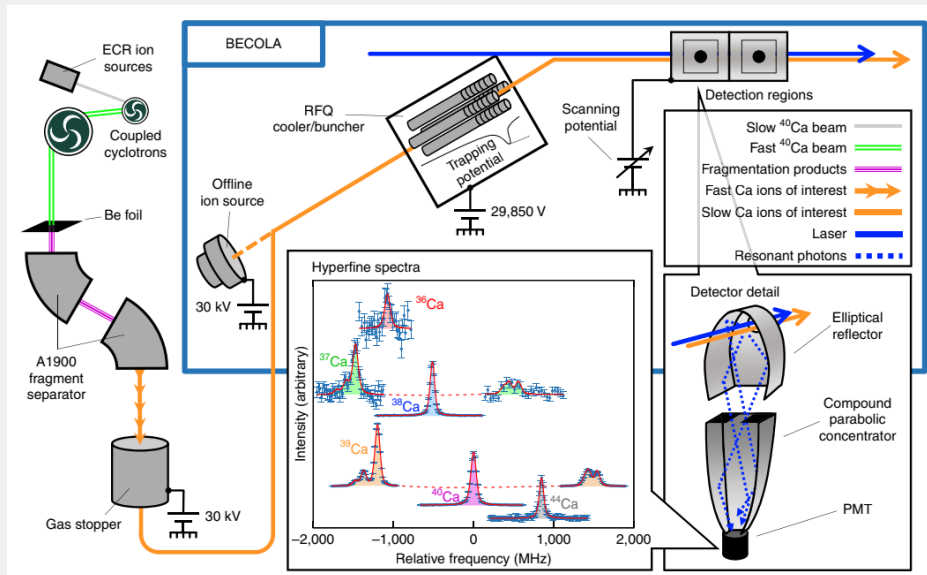 BECOLA
ECR ion
sources
Coupled
cyclotrons
Be foil
A1900
fragment
separator
Gas stopper
30 kV
Offline
ion source
30 kV
RFQ
cooler/buncher
Trapping
potential
29,850 V
Scanning
potential
Detection regions
Slow ⁴⁰Ca beam
Fast ⁴⁰Ca beam
Fragmentation products
Fast Ca ions of interest
Slow Ca ions of interest
Laser
Resonant photons
Hyperfine spectra
Intensity (arbitrary)
³⁶Ca
³⁷Ca
³⁸Ca
³⁹Ca
⁴⁰Ca
⁴⁴Ca
–2,000 –1,000 0 1,000 2,000
Relative frequency (MHz)
Detector detail
Elliptical
reflector
Compound
parabolic
concentrator
PMT